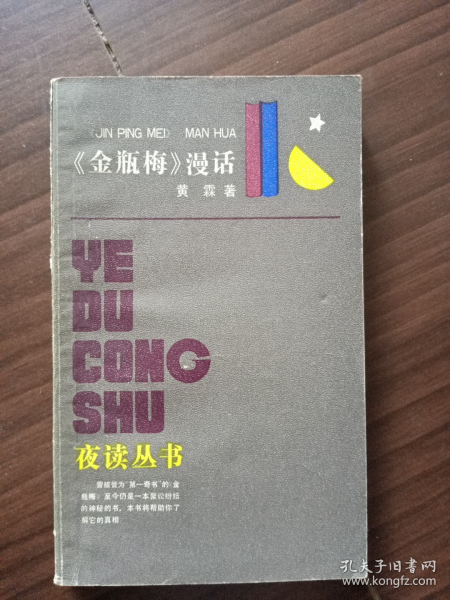 《JIN PING MEI》 MAN HUA
《金瓶梅》漫话
黄 霖 著
YE
DU
CONG
SHU
夜读丛书
曾被誉为“第一奇书”的《金
瓶梅》至今仍是一本聚讼纷纭
的神秘的书，本书将帮助你了
解它的真相
孔夫子旧书网
www.kongfz.com